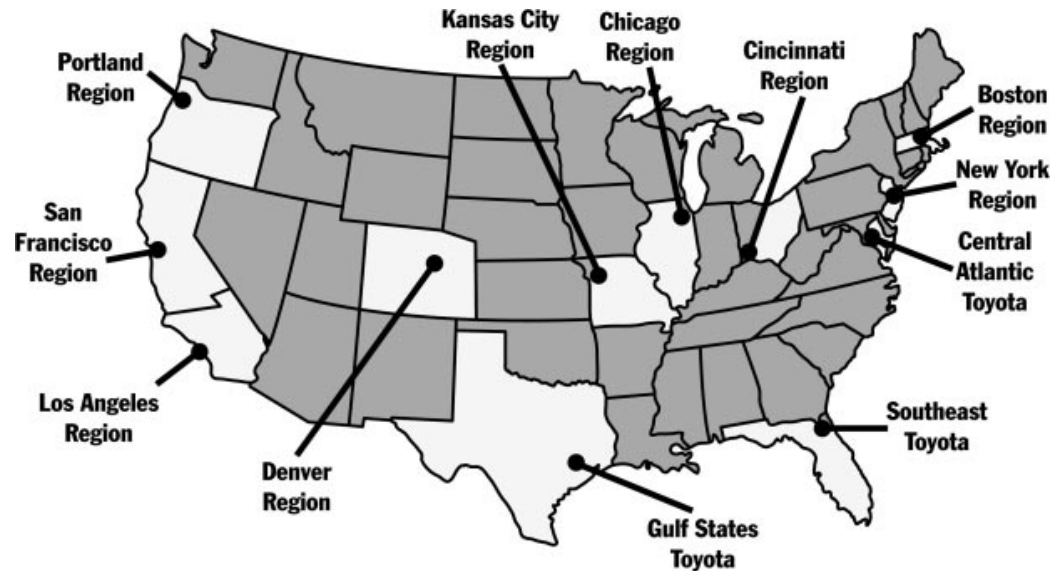 Kansas City
Region
Chicago
Region
Cincinnati
Region
Portland
Region
Boston
Region
New York
Region
San
Francisco
Region
Central
Atlantic
Toyota
Los Angeles
Region
Southeast
Toyota
Denver
Region
Gulf States
Toyota